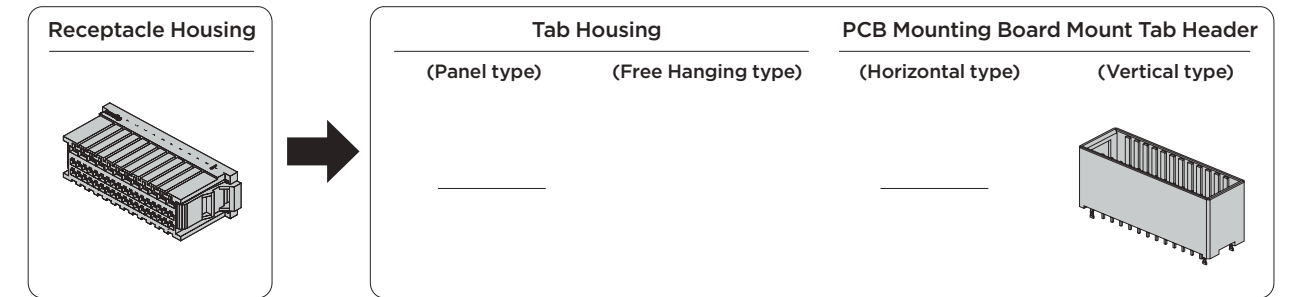 Receptacle Housing
Tab Housing
PCB Mounting Board Mount Tab Header
(Panel type)
(Free Hanging type)
(Horizontal type)
(Vertical type)